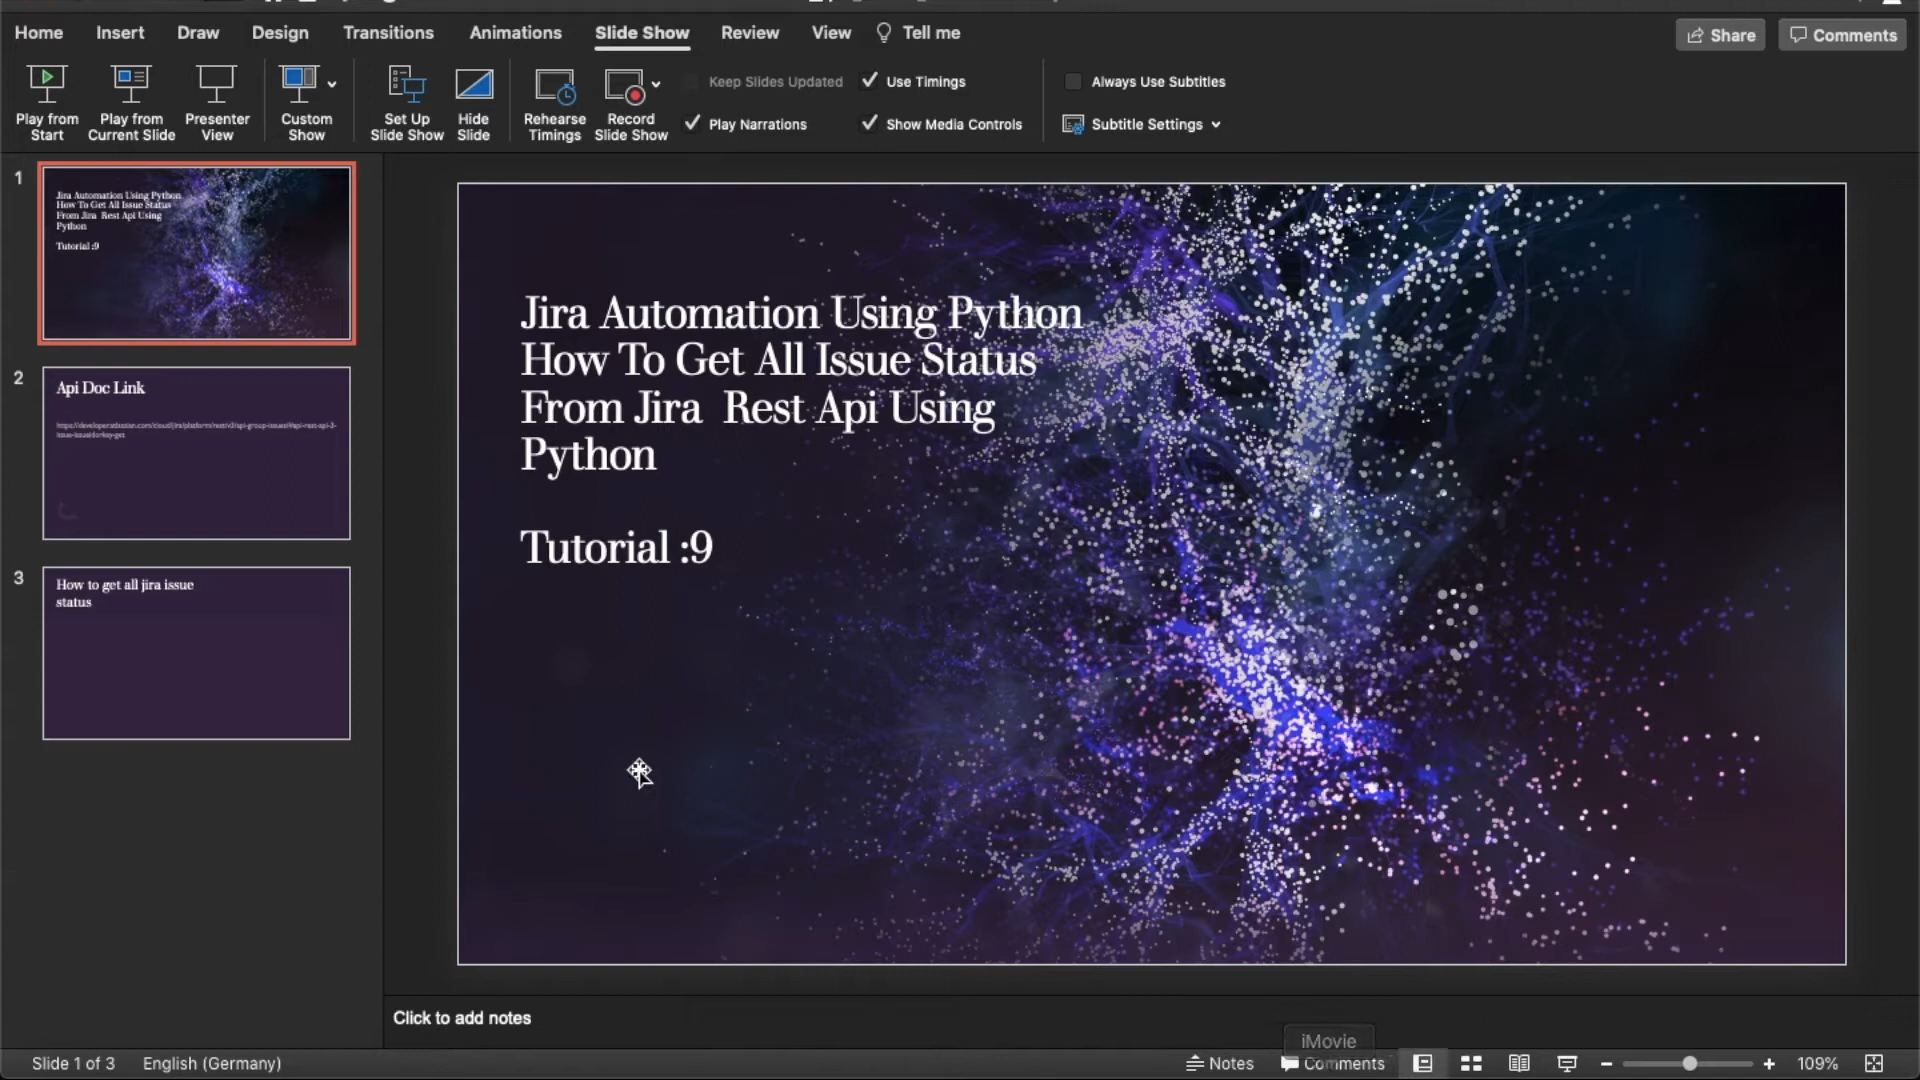 Home Insert Draw Design Transitions Animations Slide Show Review View Tell me Share Comments
Play from Start
Play from Current Slide
Presenter View
Custom Show
Set Up Slide Show
Hide Slide
Rehearse Timings
Record Slide Show
Keep Slides Updated
Play Narrations
Use Timings
Show Media Controls
Always Use Subtitles
Subtitle Settings
1
Jira Automation Using Python
How To Get All Issue Status
From Jira Rest Api Using
Python
Tutorial :9
2
Api Doc Link
3
How to get all jira issue
status
Jira Automation Using Python
How To Get All Issue Status
From Jira Rest Api Using
Python
Tutorial :9
Click to add notes
iMovie
Slide 1 of 3 English (Germany) Notes Comments 109%